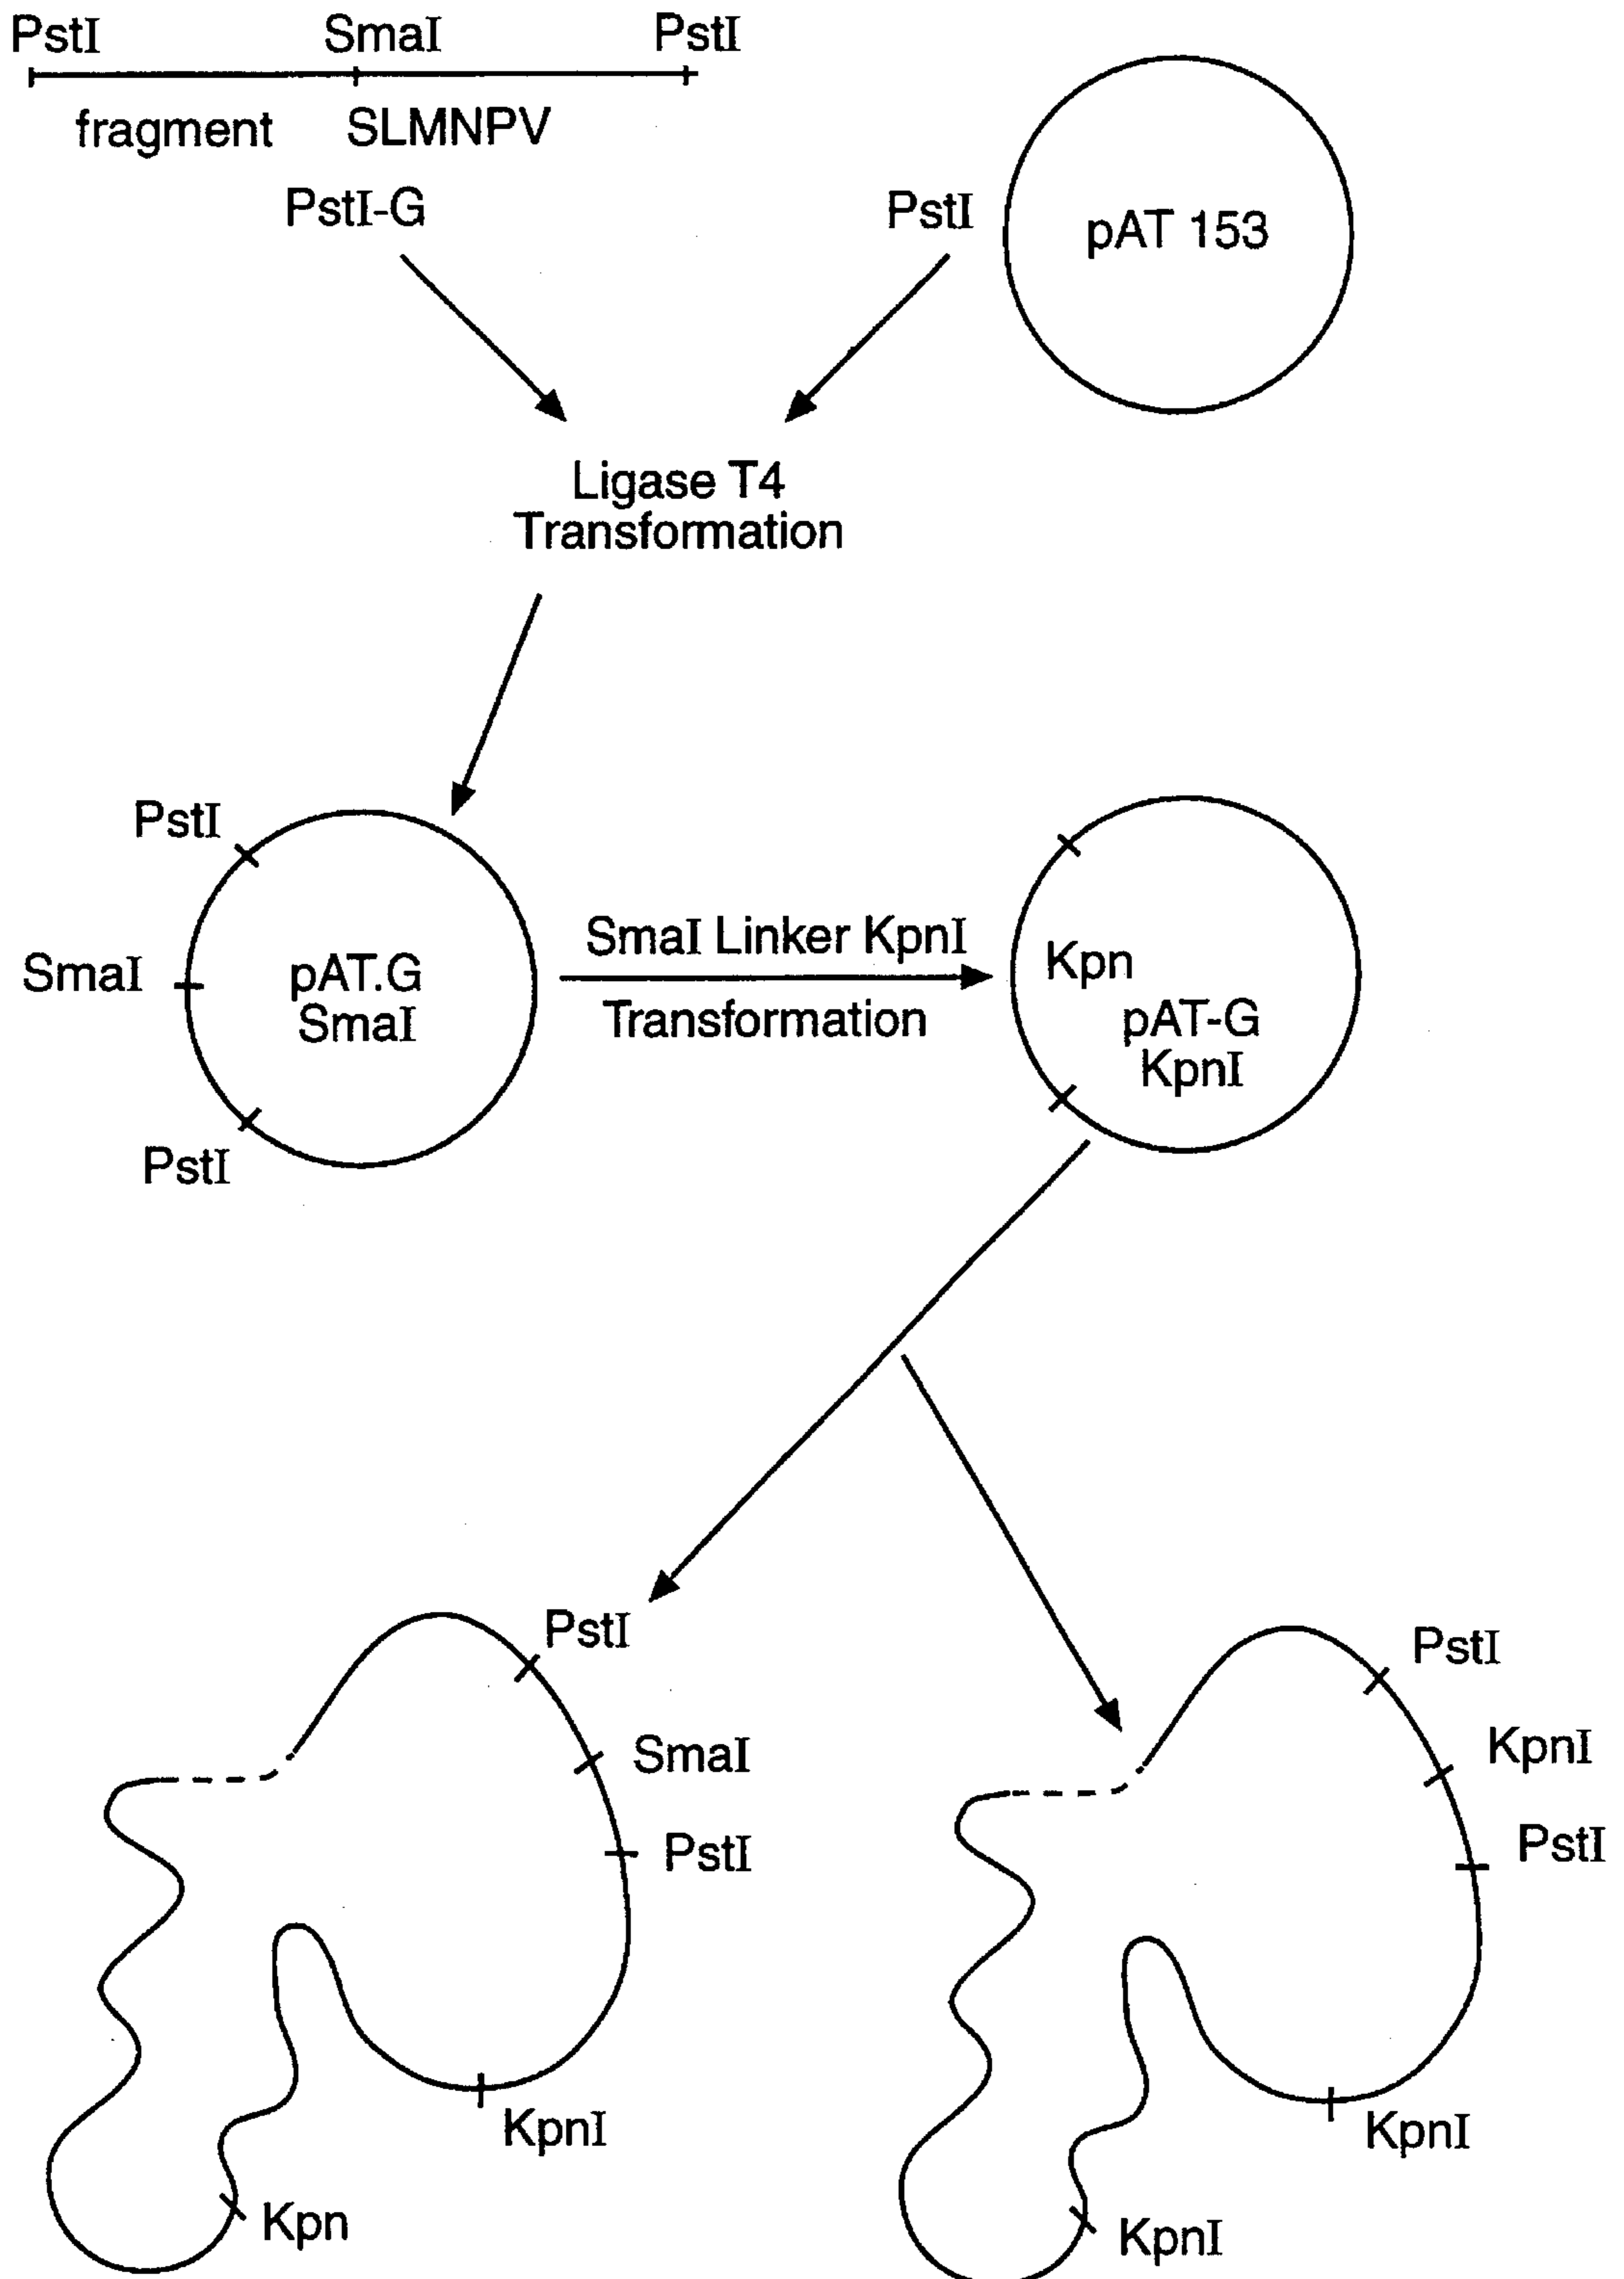 PstI SmaI PstI
fragment SLMNPV
PstI-G
PstI
pAT 153
Ligase T4
Transformation
PstI
SmaI
pAT.G
SmaI
PstI
SmaI Linker KpnI
Transformation
Kpn
pAT-G
KpnI
PstI
SmaI
PstI
KpnI
Kpn
PstI
KpnI
PstI
KpnI
KpnI